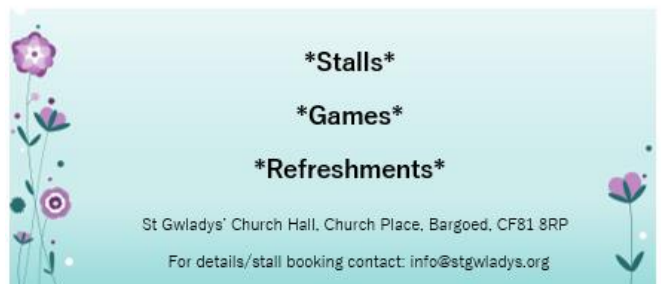 *Stalls*
*Games*
*Refreshments*
St Gwladys' Church Hall, Church Place, Bargoed, CF81 8RP
For details/stall booking contact: info@stgwladys.org